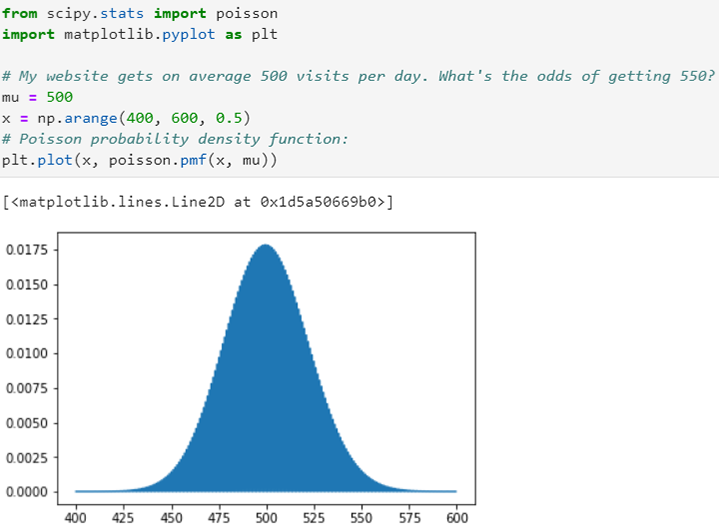 from scipy.stats import poisson
import matplotlib.pyplot as plt
# My website gets on average 500 visits per day. What's the odds of getting 550?
mu = 500
x = np.arange(400, 600, 0.5)
# Poisson probability density function:
plt.plot(x, poisson.pmf(x, mu))
[<matplotlib.lines.Line2D at 0x1d5a50669b0>]
0.0175
0.0150
0.0125
0.0100
0.0075
0.0050
0.0025
0.0000
400 425 450 475 500 525 550 575 600